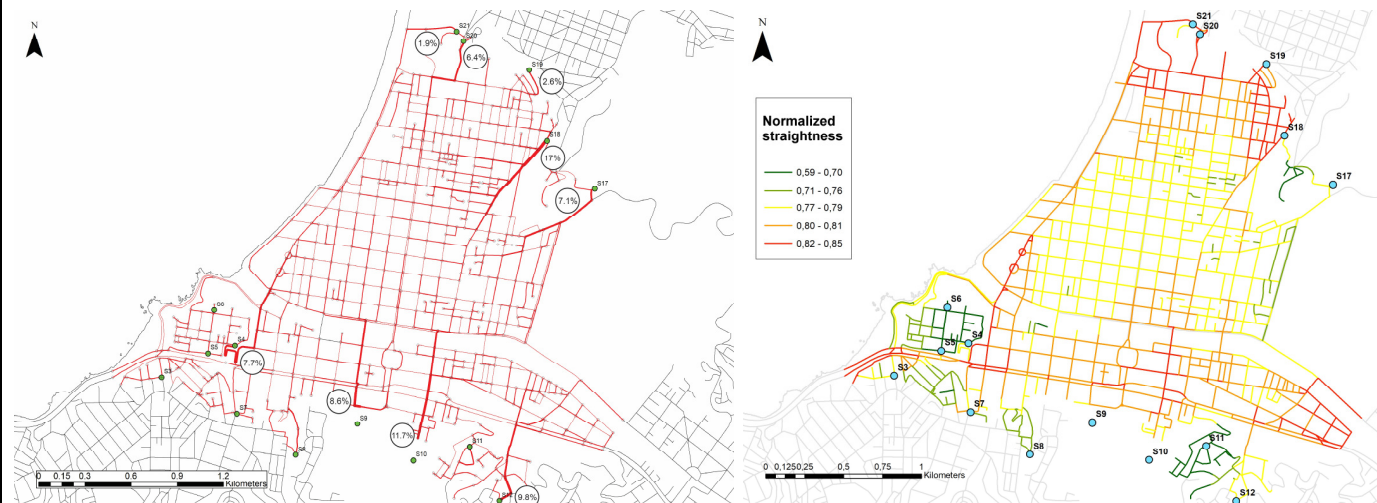 N
S21
1.9%
S20
6.4%
S19
2.6%
S18
17%
S17
7.1%
S4
S5
7.7%
S3
8.6%
S7
S9
11.7%
S11
S10
9.8%
0 0.15 0.3 0.6 0.9 1.2
Kilometers
N
S21
S20
S19
S18
S17
Normalized
straightness
0,59 - 0,70
0,71 - 0,76
0,77 - 0,79
0,80 - 0,81
0,82 - 0,85
S6
S4
S5
S3
S7
S9
S8
S11
S10
S12
0 0,125 0,25 0,5 0,75 1
Kilometers